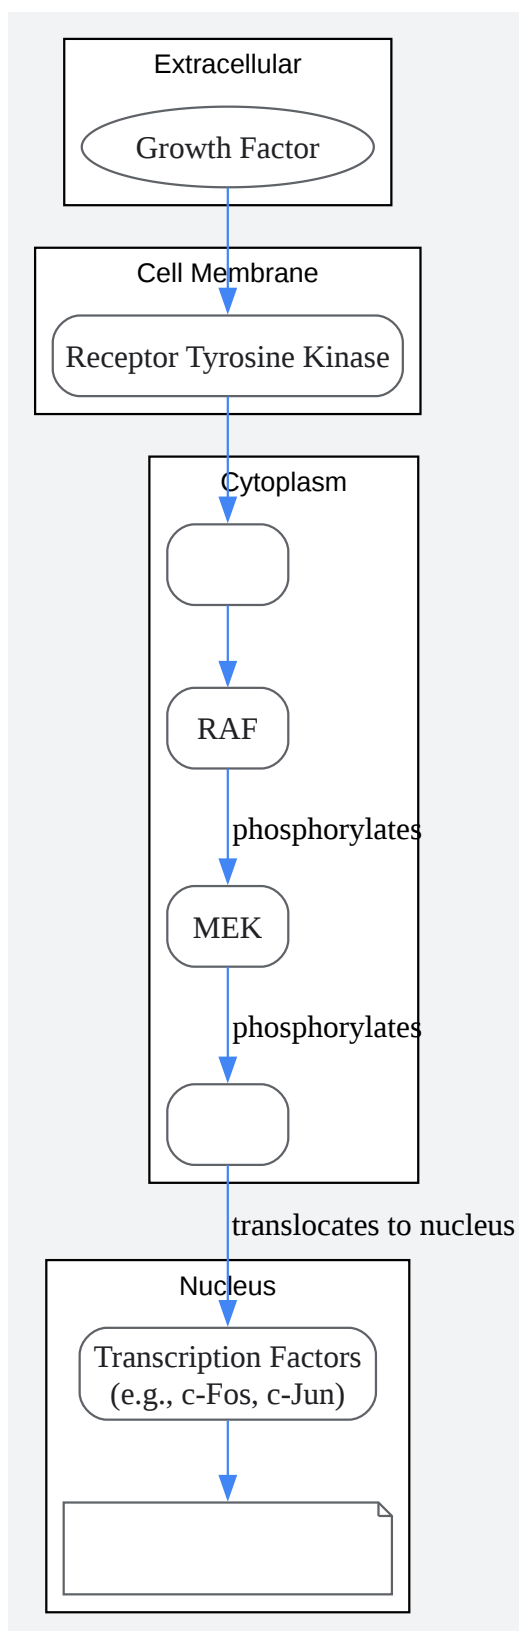 Extracellular
Growth Factor
Cell Membrane
Receptor Tyrosine Kinase
Cytoplasm
RAF
phosphorylates
MEK
phosphorylates
translocates to nucleus
Nucleus
Transcription Factors
(e.g., c-Fos, c-Jun)